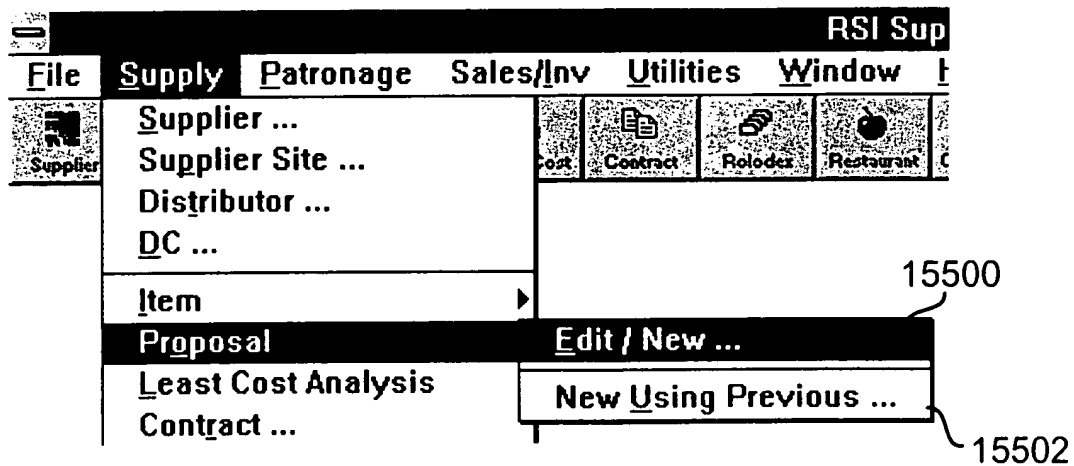 RSI Sup
File Supply Patronage Sales/Inv Utilities Window
Supplier Cost Contract Rolodex Restaurant
Supplier ...
Supplier Site ...
Distributor ...
DC ...
Item
Proposal
Least Cost Analysis
Contract ...
Edit / New ...
New Using Previous ...
15500
15502